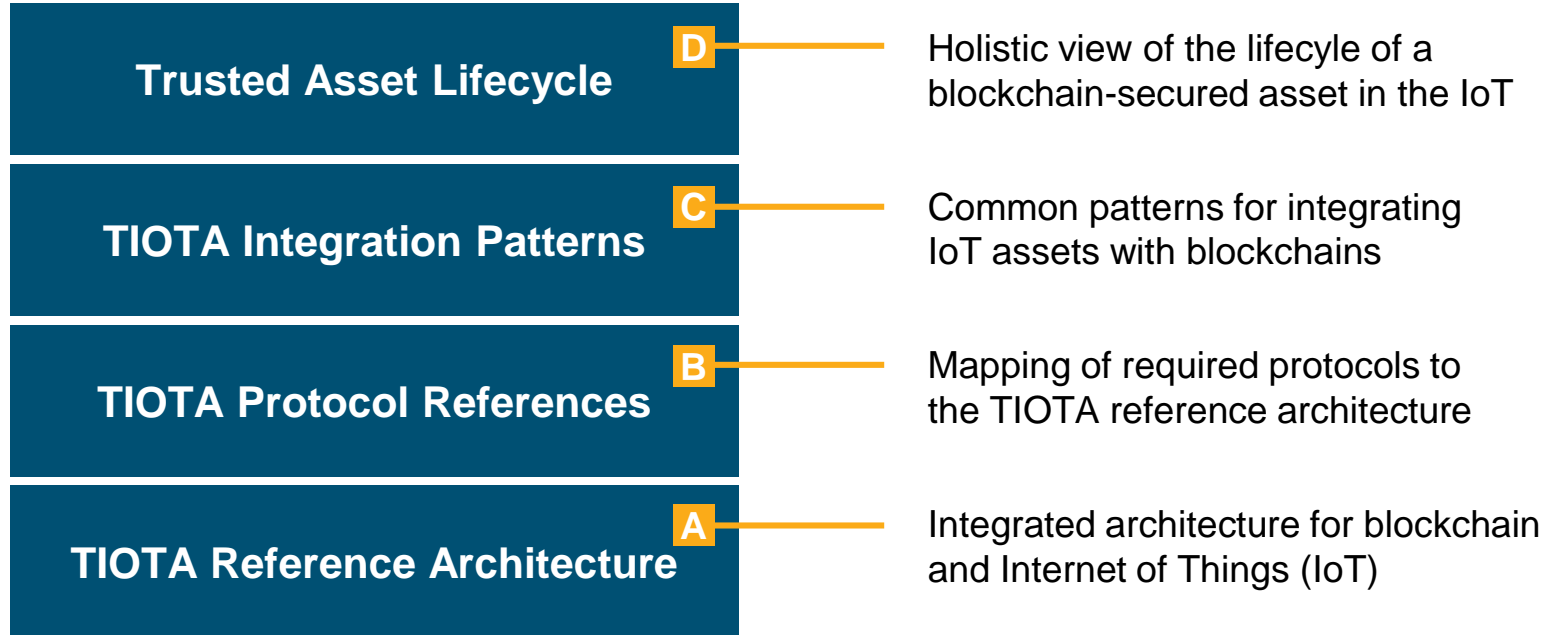 Trusted Asset Lifecycle
D
Holistic view of the lifecyle of a
blockchain-secured asset in the IoT
TIOTA Integration Patterns
C
Common patterns for integrating
IoT assets with blockchains
TIOTA Protocol References
B
Mapping of required protocols to
the TIOTA reference architecture
TIOTA Reference Architecture
A
Integrated architecture for blockchain
and Internet of Things (IoT)